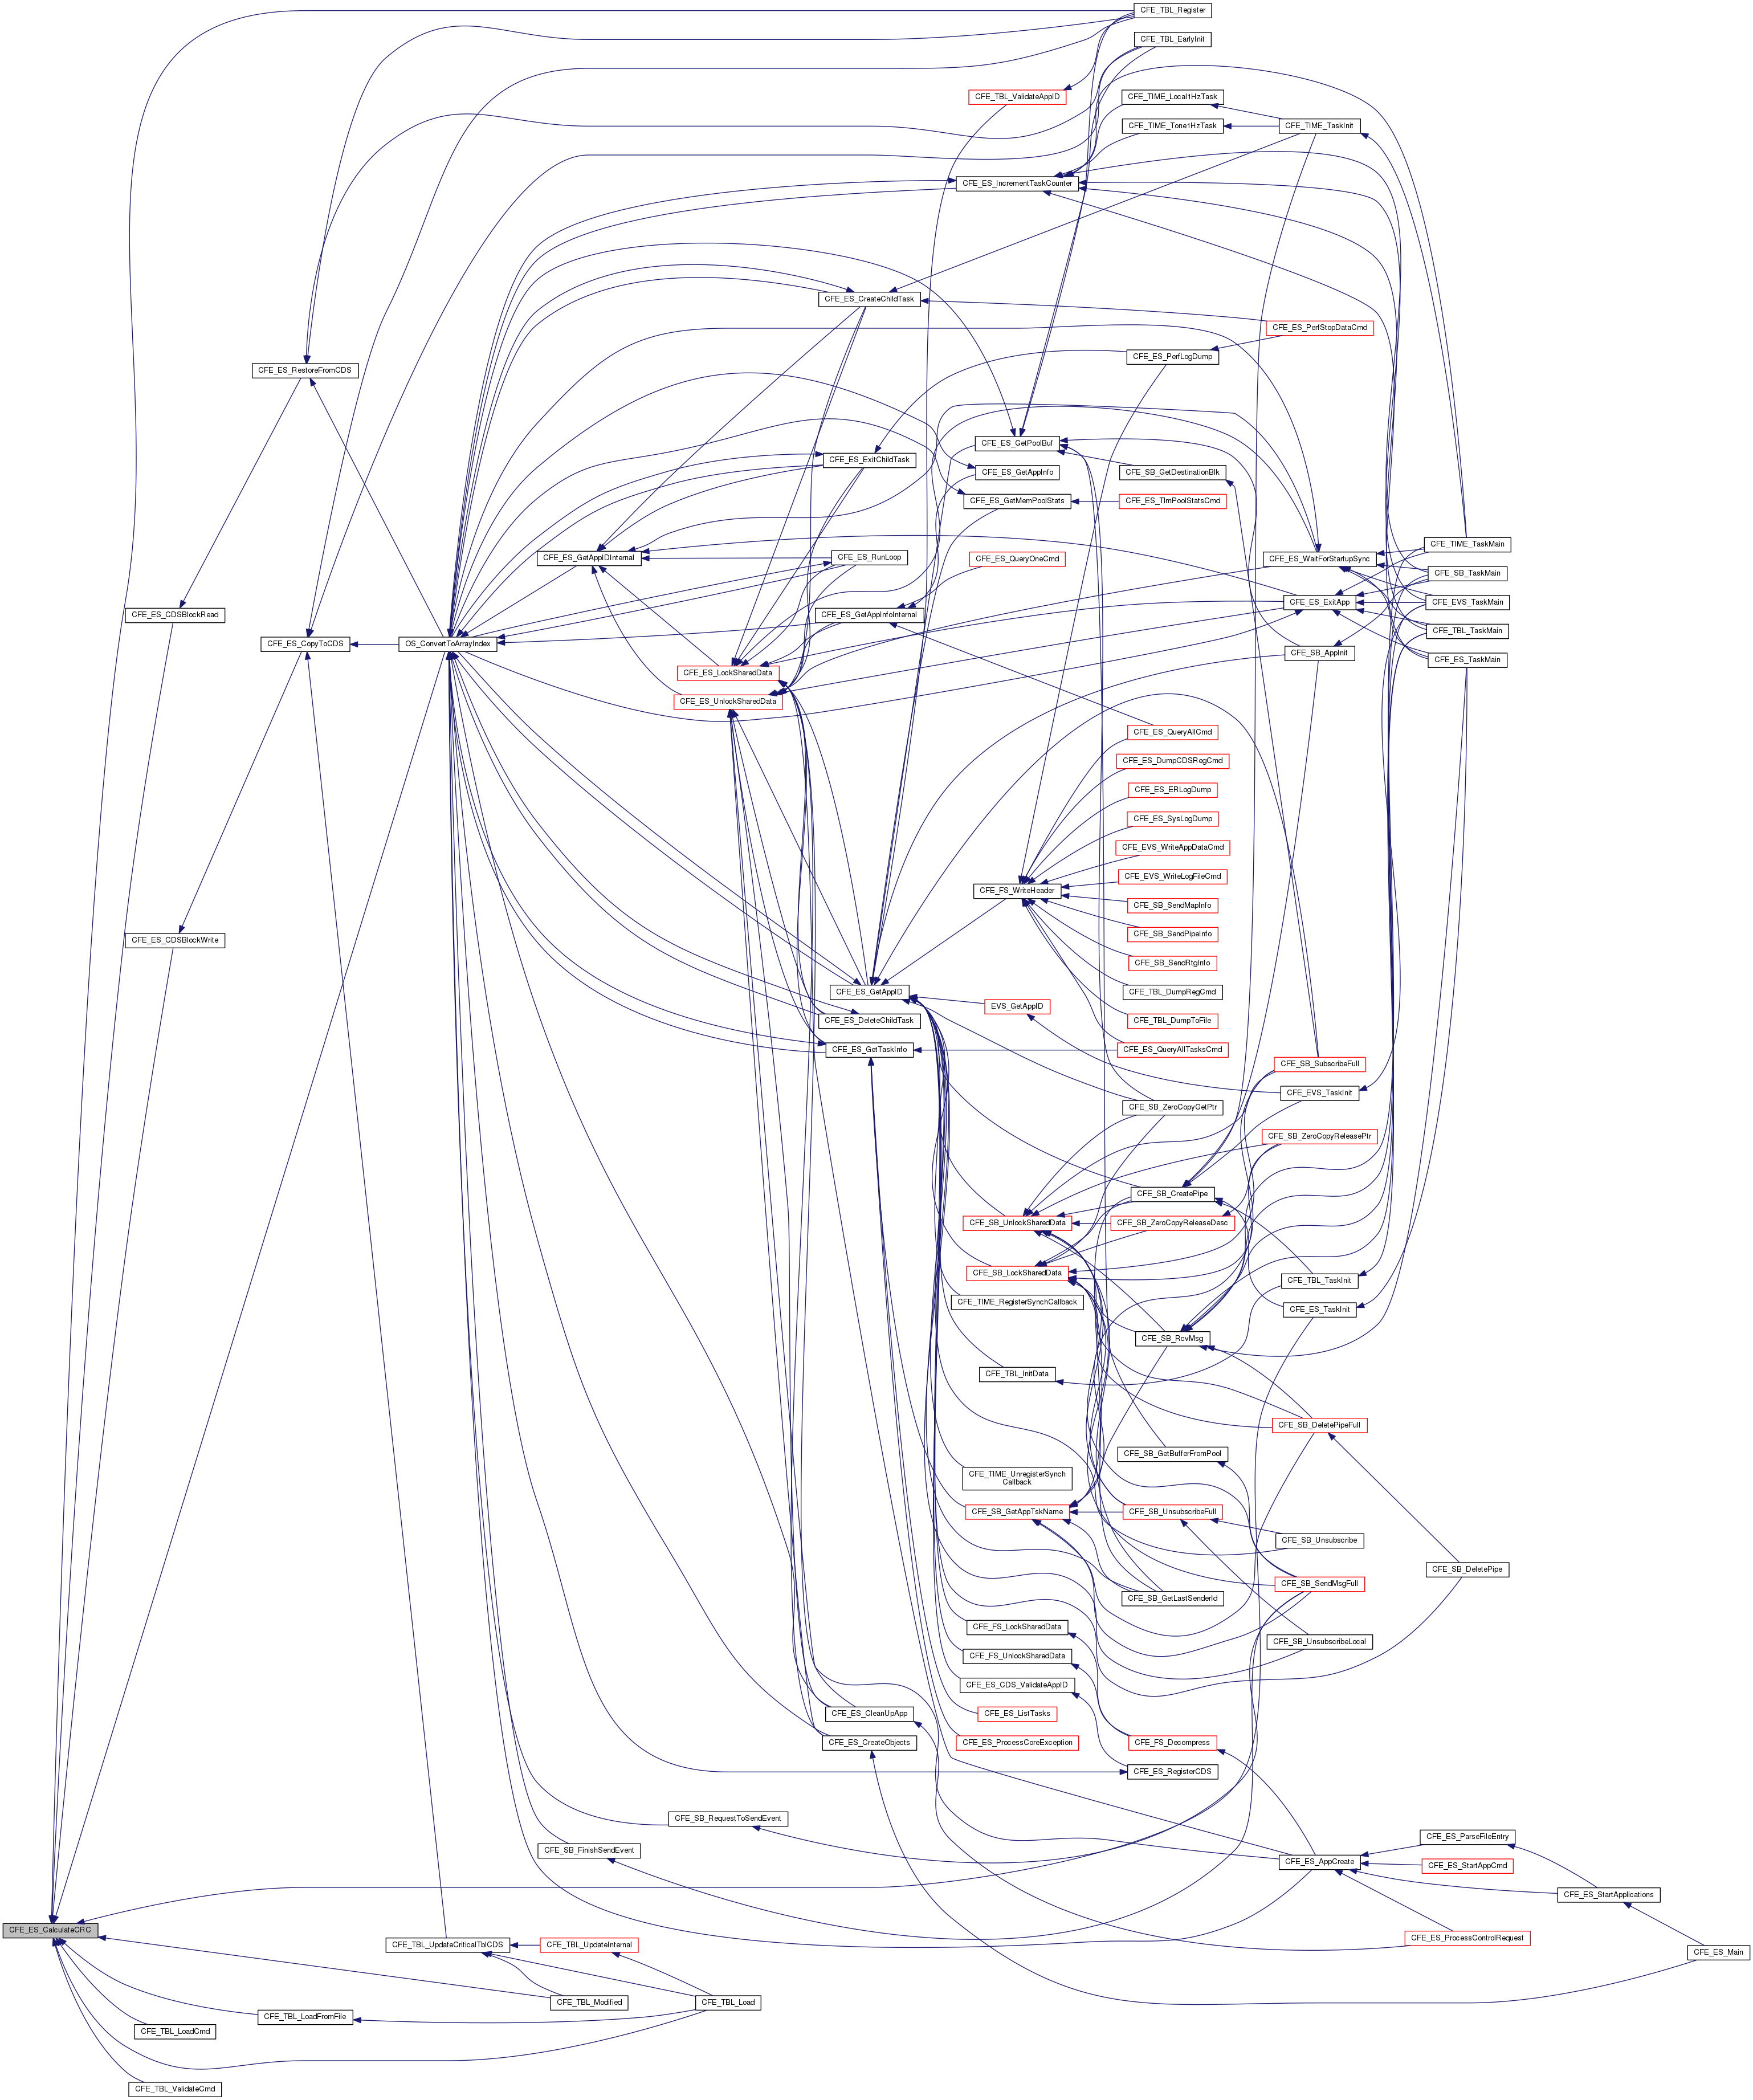 CFE_TBL_Register
CFE_TBL_EarlyInit
CFE_TBL_ValidateAppID
CFE_TIME_Local1HzTask
CFE_TIME_Tone1HzTask
CFE_TIME_TaskInit
CFE_ES_IncrementTaskCounter
CFE_ES_CreateChildTask
CFE_ES_PerfStopDataCmd
CFE_ES_PerfLogDump
CFE_ES_RestoreFromCDS
CFE_ES_GetPoolBuf
CFE_ES_ExitChildTask
CFE_ES_GetAppInfo
CFE_SB_GetDestinationBlk
CFE_ES_GetMemPoolStats
CFE_ES_TlmPoolStatsCmd
CFE_TIME_TaskMain
CFE_ES_GetAppIDInternal
CFE_ES_RunLoop
CFE_ES_QueryOneCmd
CFE_ES_WaitForStartupSync
CFE_SB_TaskMain
CFE_ES_ExitApp
CFE_EVS_TaskMain
CFE_ES_CDSBlockRead
CFE_ES_GetAppInfoInternal
CFE_TBL_TaskMain
CFE_ES_CopyToCDS
OS_ConvertToArrayIndex
CFE_SB_AppInit
CFE_ES_TaskMain
CFE_ES_LockSharedData
CFE_ES_UnlockSharedData
CFE_ES_QueryAllCmd
CFE_ES_DumpCDSRegCmd
CFE_ES_ERLogDump
CFE_ES_SysLogDump
CFE_EVS_WriteAppDataCmd
CFE_EVS_WriteLogFileCmd
CFE_FS_WriteHeader
CFE_SB_SendMapInfo
CFE_SB_SendPipeInfo
CFE_ES_CDSBlockWrite
CFE_SB_SendRtgInfo
CFE_ES_GetAppID
CFE_TBL_DumpRegCmd
EVS_GetAppID
CFE_ES_DeleteChildTask
CFE_TBL_DumpToFile
CFE_ES_GetTaskInfo
CFE_ES_QueryAllTasksCmd
CFE_SB_SubscribeFull
CFE_EVS_TaskInit
CFE_SB_ZeroCopyGetPtr
CFE_SB_ZeroCopyReleasePtr
CFE_SB_CreatePipe
CFE_SB_UnlockSharedData
CFE_SB_ZeroCopyReleaseDesc
CFE_SB_LockSharedData
CFE_TBL_TaskInit
CFE_TIME_RegisterSynchCallback
CFE_ES_TaskInit
CFE_SB_RcvMsg
CFE_TBL_InitData
CFE_SB_DeletePipeFull
CFE_SB_GetBufferFromPool
CFE_TIME_UnregisterSynch
Callback
CFE_SB_GetAppTskName
CFE_SB_UnsubscribeFull
CFE_SB_Unsubscribe
CFE_SB_DeletePipe
CFE_SB_SendMsgFull
CFE_SB_GetLastSenderId
CFE_FS_LockSharedData
CFE_SB_UnsubscribeLocal
CFE_FS_UnlockSharedData
CFE_ES_CDS_ValidateAppID
CFE_ES_CleanUpApp
CFE_ES_ListTasks
CFE_ES_CreateObjects
CFE_ES_ProcessCoreException
CFE_FS_Decompress
CFE_ES_RegisterCDS
CFE_SB_RequestToSendEvent
CFE_ES_ParseFileEntry
CFE_SB_FinishSendEvent
CFE_ES_AppCreate
CFE_ES_StartAppCmd
CFE_ES_StartApplications
CFE_ES_CalculateCRC
CFE_ES_ProcessControlRequest
CFE_TBL_UpdateCriticalTblCDS
CFE_TBL_UpdateInternal
CFE_ES_Main
CFE_TBL_Modified
CFE_TBL_Load
CFE_TBL_LoadFromFile
CFE_TBL_LoadCmd
CFE_TBL_ValidateCmd